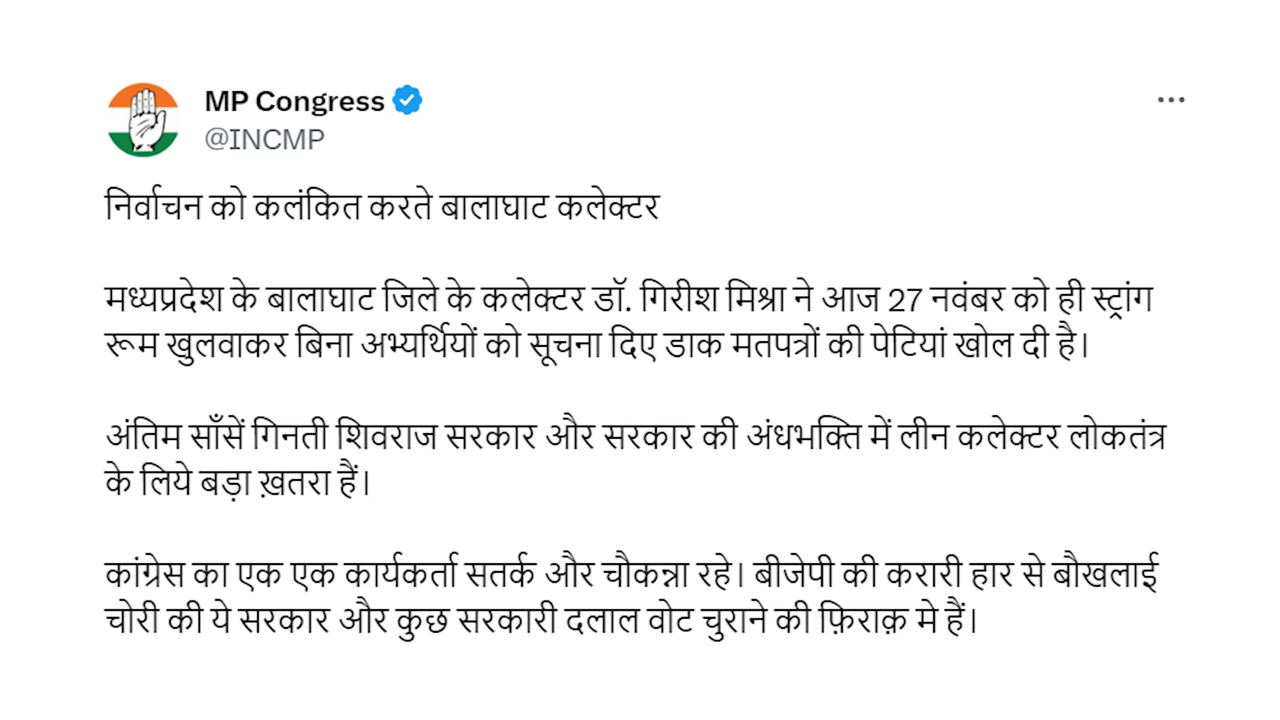 MP Congress
@INCMP
निर्वाचन को कलंकित करते बालाघाट कलेक्टर
मध्यप्रदेश के बालाघाट जिले के कलेक्टर डॉ. गिरीश मिश्रा ने आज 27 नवंबर को ही स्ट्रांग
रूम खुलवाकर बिना अभ्यर्थियों को सूचना दिए डाक मतपत्रों की पेटियां खोल दी है।
अंतिम साँसें गिनती शिवराज सरकार और सरकार की अंधभक्ति में लीन कलेक्टर लोकतंत्र
के लिये बड़ा ख़तरा हैं।
कांग्रेस का एक एक कार्यकर्ता सतर्क और चौकन्ना रहे। बीजेपी की करारी हार से बौखलाई
चोरी की ये सरकार और कुछ सरकारी दलाल वोट चुराने की फ़िराक़ मे हैं।